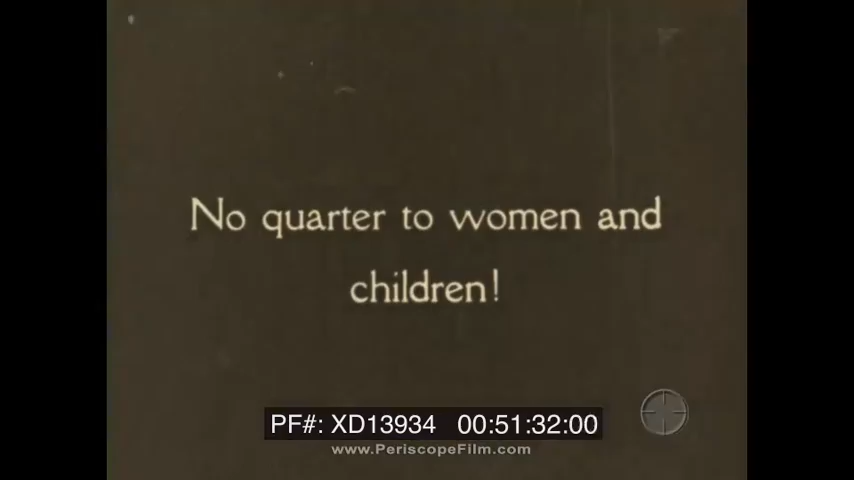 No quarter to women and
children!
PF#: XD13934 00:51:32:00
www.PeriscopeFilm.com